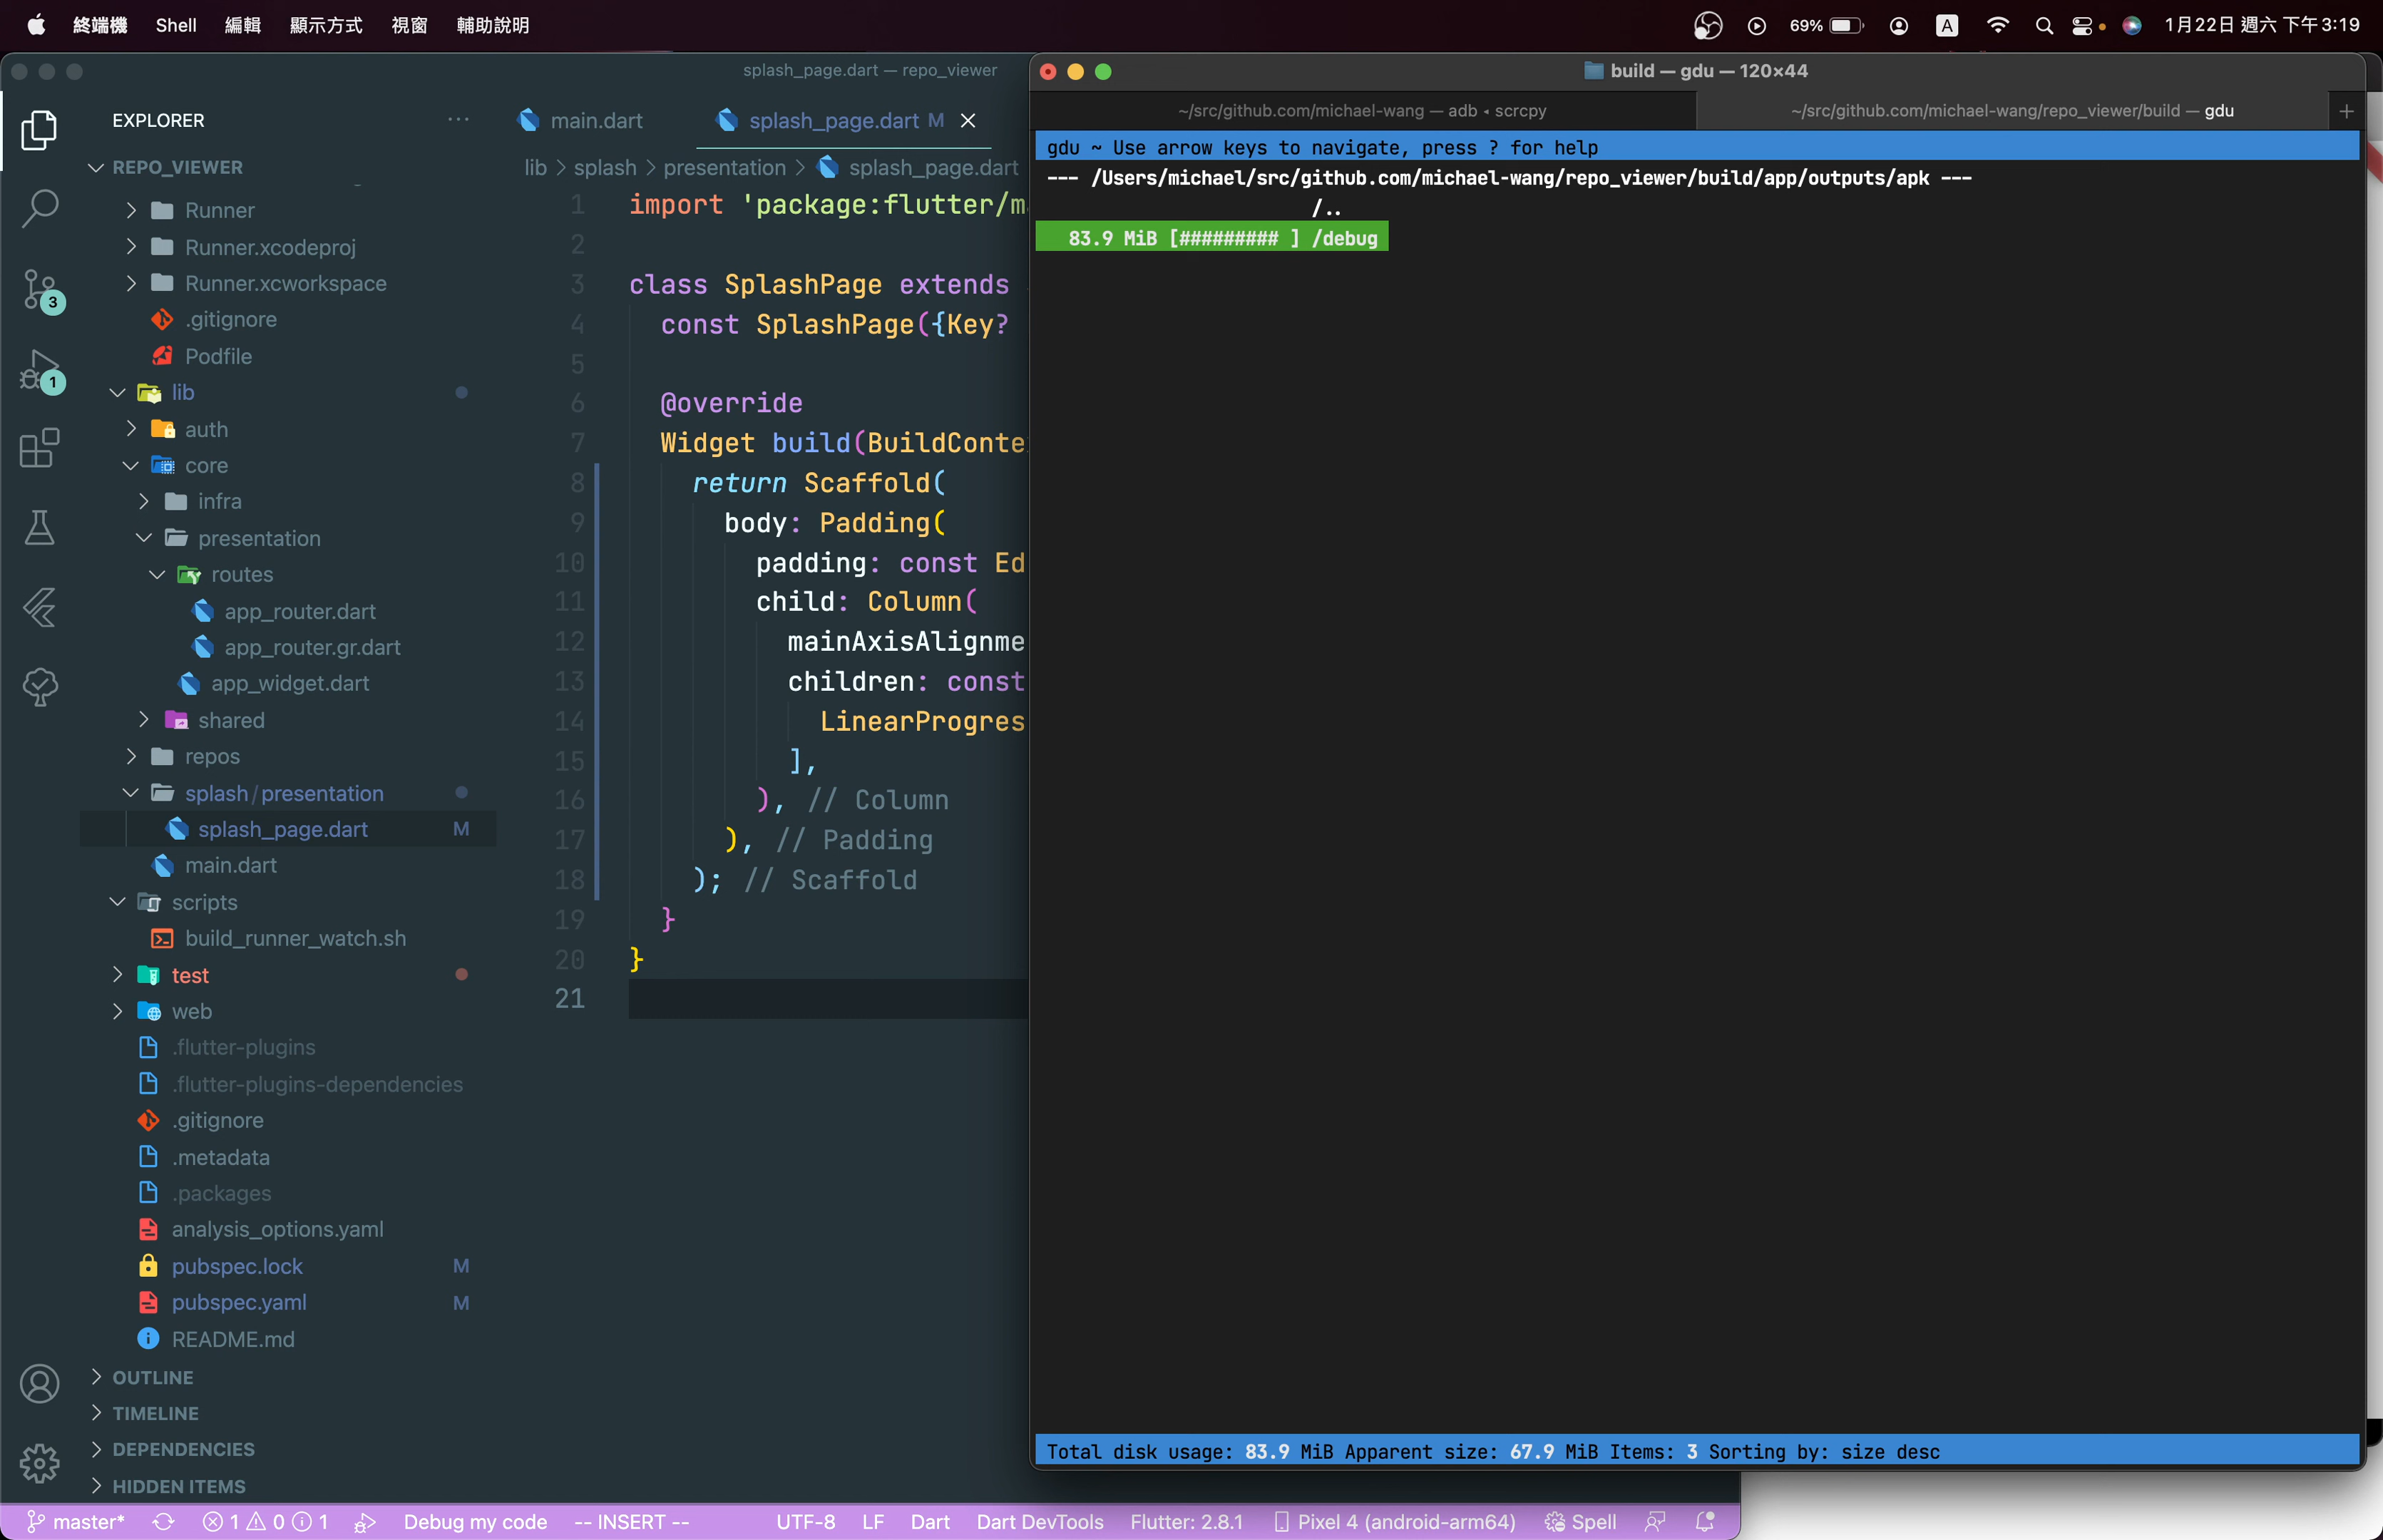 終端機 Shell 編輯 顯示方式 視窗 輔助說明
69% A 1月22日 週六 下午3:19
splash_page.dart — repo_viewer
EXPLORER
REPO_VIEWER
Runner
Runner.xcodeproj
Runner.xcworkspace
.gitignore
Podfile
lib
auth
core
infra
presentation
routes
app_router.dart
app_router.gr.dart
app_widget.dart
shared
repos
splash/presentation
splash_page.dart M
main.dart
scripts
build_runner_watch.sh
test
web
.flutter-plugins
.flutter-plugins-dependencies
.gitignore
.metadata
.packages
analysis_options.yaml
pubspec.lock M
pubspec.yaml M
README.md
OUTLINE
TIMELINE
DEPENDENCIES
HIDDEN ITEMS
3
1
main.dart splash_page.dart M
lib > splash > presentation > splash_page.dart
1 import 'package:flutter/m
2
3 class SplashPage extends
4 const SplashPage({Key?
5
6 @override
7 Widget build(BuildConte
8 return Scaffold(
9 body: Padding(
10 padding: const Ed
11 child: Column(
12 mainAxisAlignme
13 children: const
14 LinearProgres
15 ],
16 ), // Column
17 ), // Padding
18 ); // Scaffold
19 }
20 }
21
master* 1 0 1 Debug my code -- INSERT -- UTF-8 LF Dart Dart DevTools Flutter: 2.8.1 Pixel 4 (android-arm64) Spell
build — gdu — 120×44
~/src/github.com/michael-wang — adb ◂ scrcpy
~/src/github.com/michael-wang/repo_viewer/build — gdu
gdu ~ Use arrow keys to navigate, press ? for help
--- /Users/michael/src/github.com/michael-wang/repo_viewer/build/app/outputs/apk ---
/..
83.9 MiB [######### ] /debug
Total disk usage: 83.9 MiB Apparent size: 67.9 MiB Items: 3 Sorting by: size desc